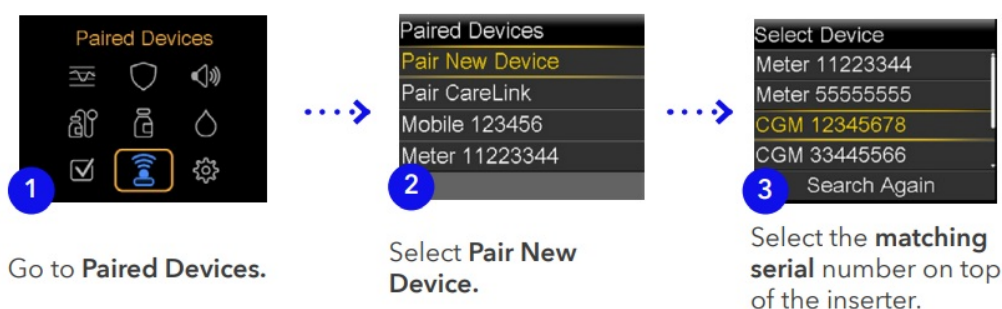 Paired Devices
1
Go to Paired Devices.
Paired Devices
Pair New Device
Pair CareLink
Mobile 123456
Meter 11223344
2
Select Pair New
Device.
Select Device
Meter 11223344
Meter 55555555
CGM 12345678
CGM 33445566
Search Again
3
Select the matching
serial number on top
of the inserter.